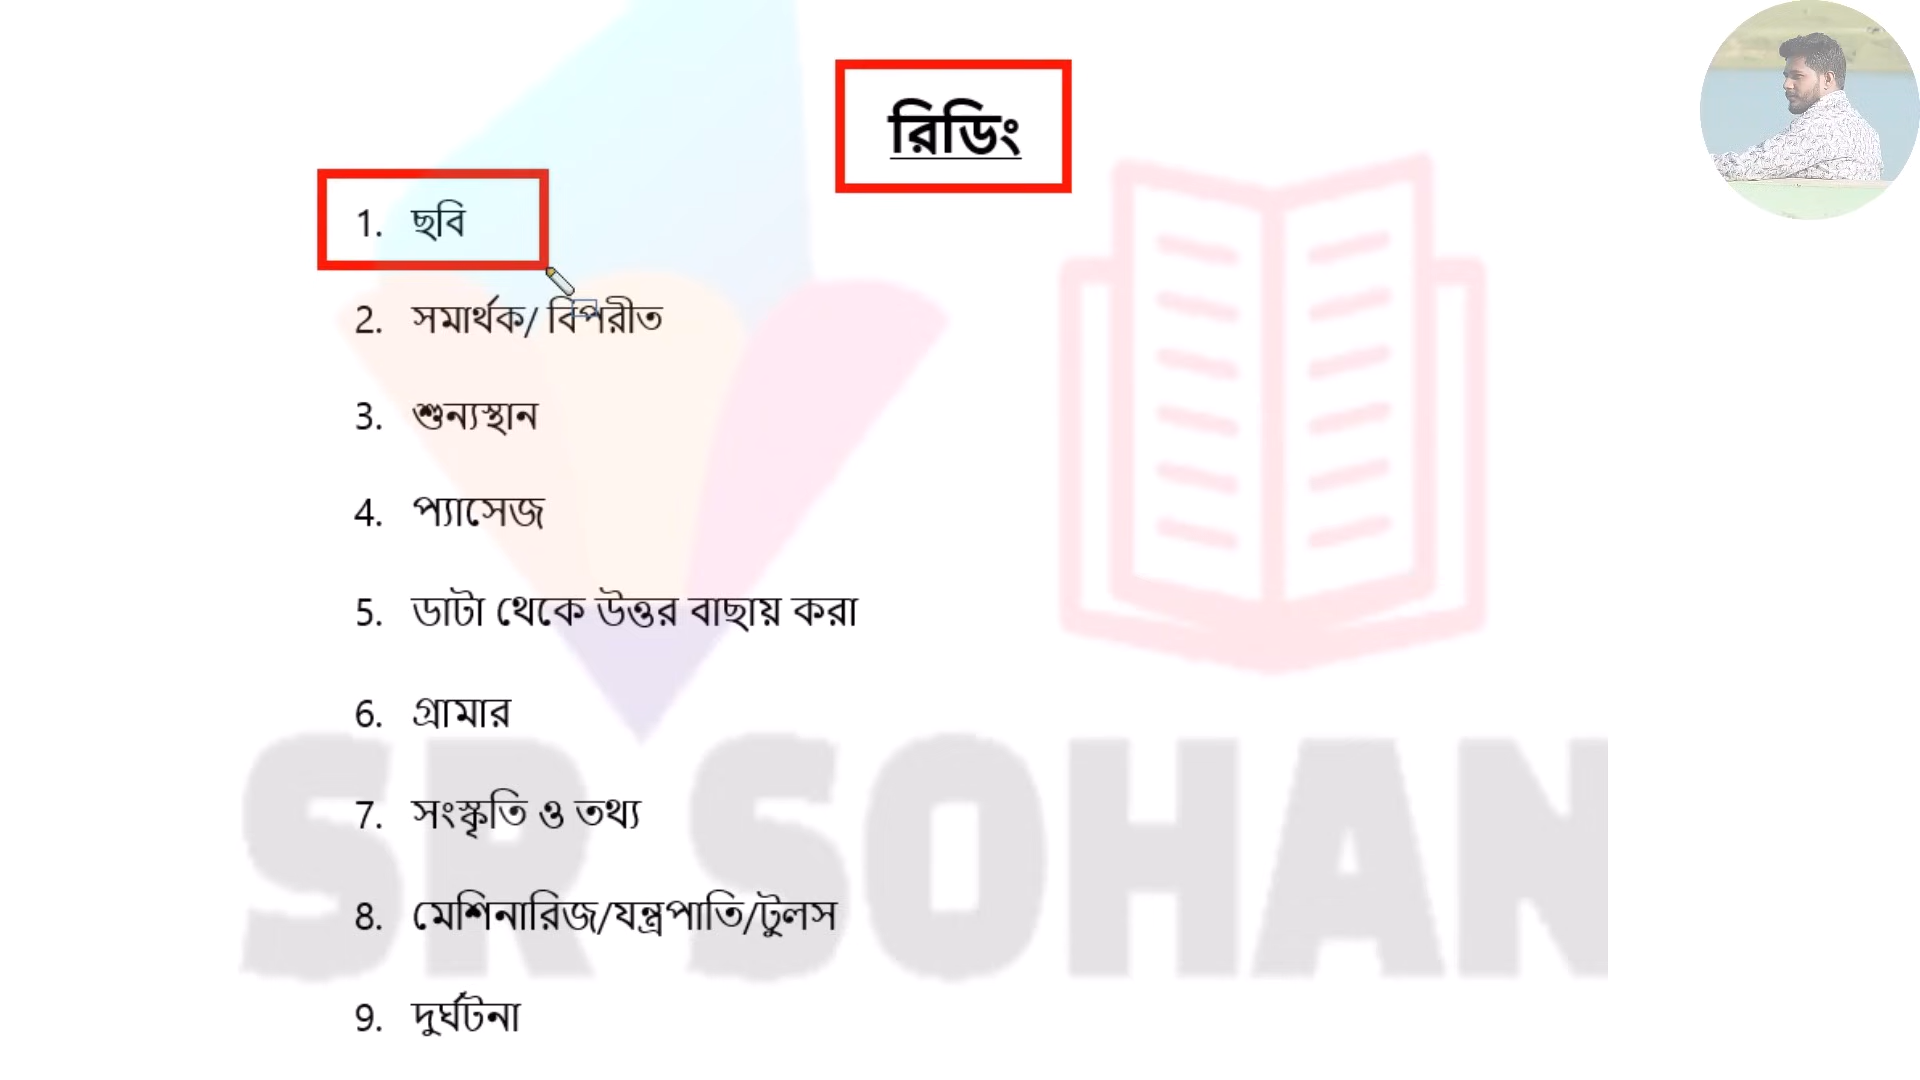 রিডিং
1. ছবি
2. সমার্থক/ বিপরীত
3. শুন্যস্থান
4. প্যাসেজ
5. ডাটা থেকে উত্তর বাছায় করা
6. গ্রামার
7. সংস্কৃতি ও তথ্য
8. মেশিনারিজ/যন্ত্রপাতি/টুলস
9. দুর্ঘটনা
SR SOHAN